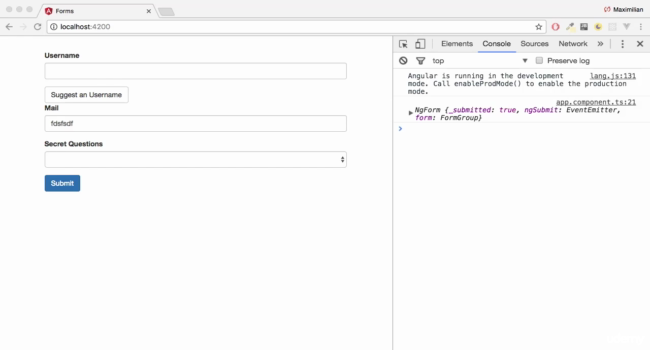 Forms
Maximilian
localhost:4200
Username
Suggest an Username
Mail
fdsfsdf
Secret Questions
Submit
Elements Console Sources Network
top Preserve log
Angular is running in the development lang.js:131
mode. Call enableProdMode() to enable the production
mode.
app.component.ts:21
NgForm {_submitted: true, ngSubmit: EventEmitter,
form: FormGroup}